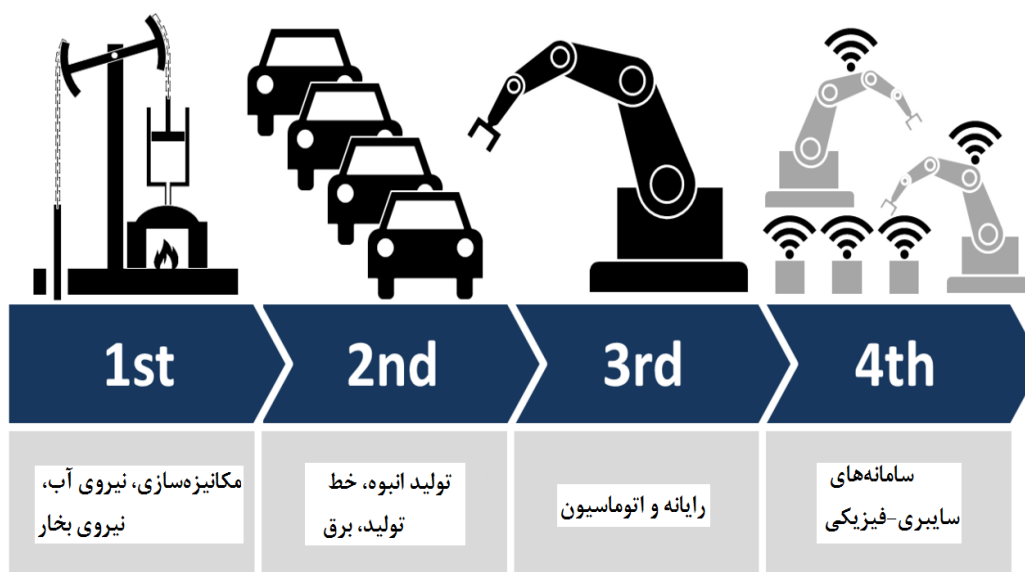 1st
2nd
3rd
4th
مکانیزه‌سازی، نیروی آب،
نیروی بخار
تولید انبوه، خط
تولید، برق
رایانه و اتوماسیون
سامانه‌های
سایبری-فیزیکی